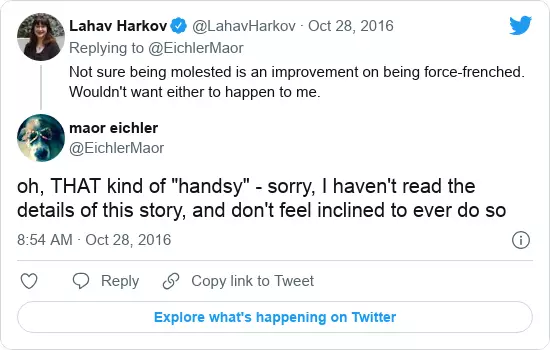 Lahav Harkov @LahavHarkov · Oct 28, 2016
Replying to @EichlerMaor
Not sure being molested is an improvement on being force-frenched.
Wouldn't want either to happen to me.
maor eichler
@EichlerMaor
oh, THAT kind of "handsy" - sorry, I haven't read the
details of this story, and don't feel inclined to ever do so
8:54 AM · Oct 28, 2016
Reply Copy link to Tweet
Explore what's happening on Twitter